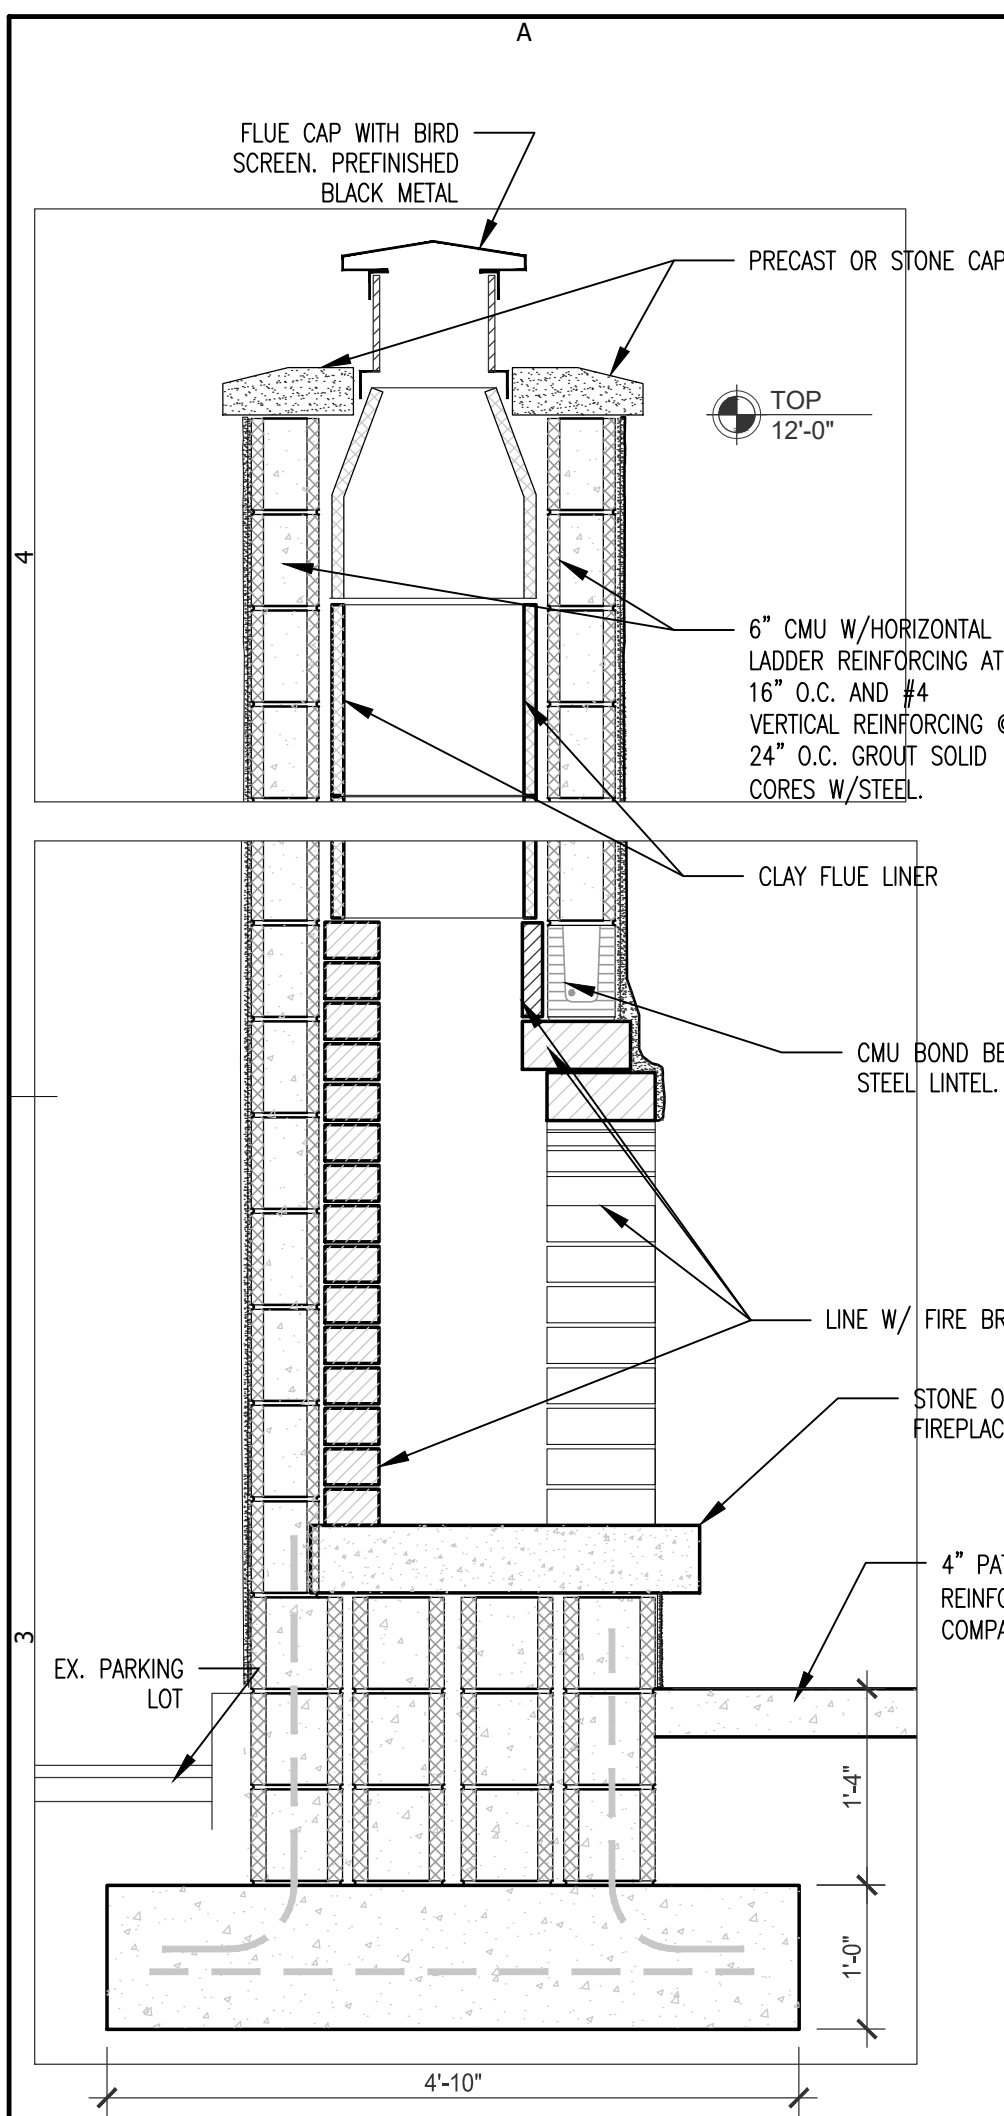 A
FLUE CAP WITH BIRD
SCREEN. PREFINISHED
BLACK METAL
PRECAST OR STONE CAP
TOP
12'-0"
4
6" CMU W/HORIZONTAL
LADDER REINFORCING AT
16" O.C. AND #4
VERTICAL REINFORCING @
24" O.C. GROUT SOLID
CORES W/STEEL.
CLAY FLUE LINER
CMU BOND BE
STEEL LINTEL.
LINE W/ FIRE BR
STONE O
FIREPLAC
4" PAT
REINFO
COMPA
3
EX. PARKING
LOT
1'-4"
1'-0"
4'-10"